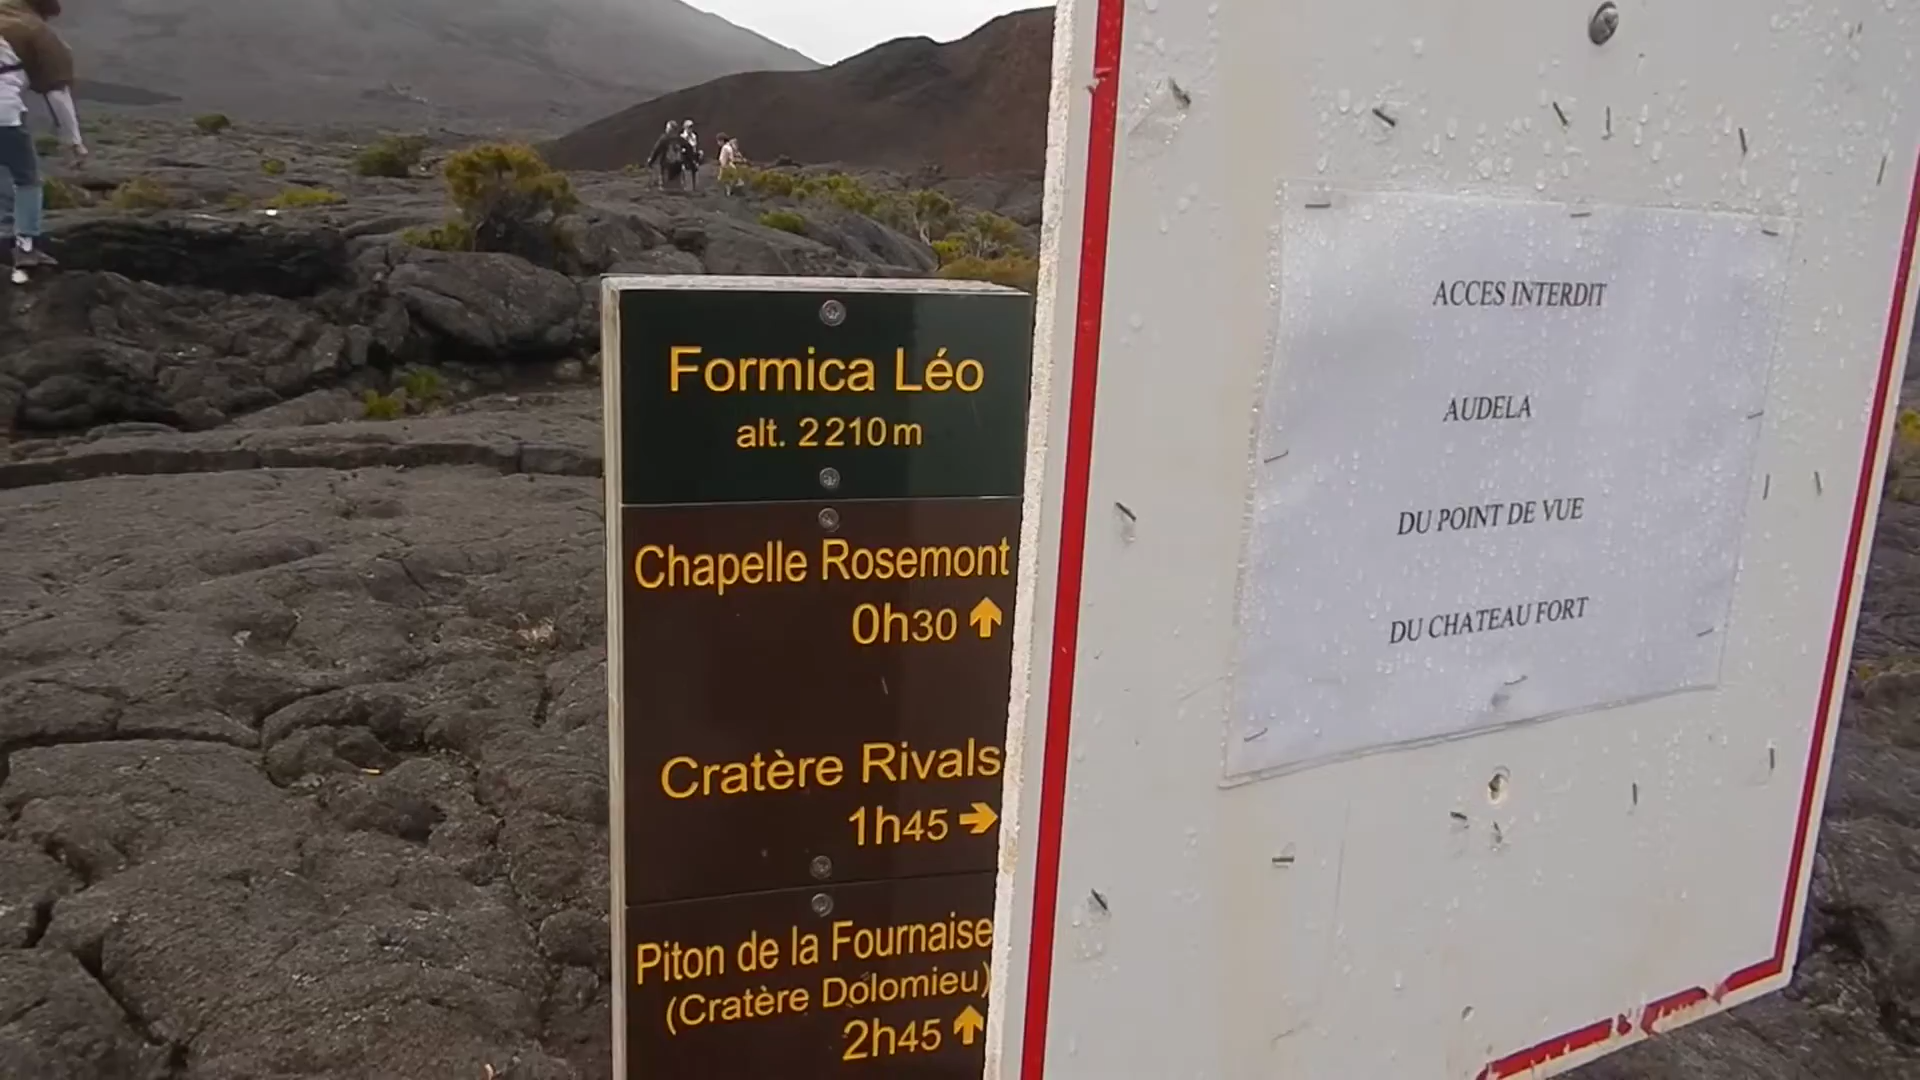 Formica Léo
alt. 2210m
Chapelle Rosemont
0h30
Cratère Rivals
1h45
Piton de la Fournaise
(Cratère Dolomieu)
2h45
ACCES INTERDIT
AUDELA
DU POINT DE VUE
DU CHATEAU FORT